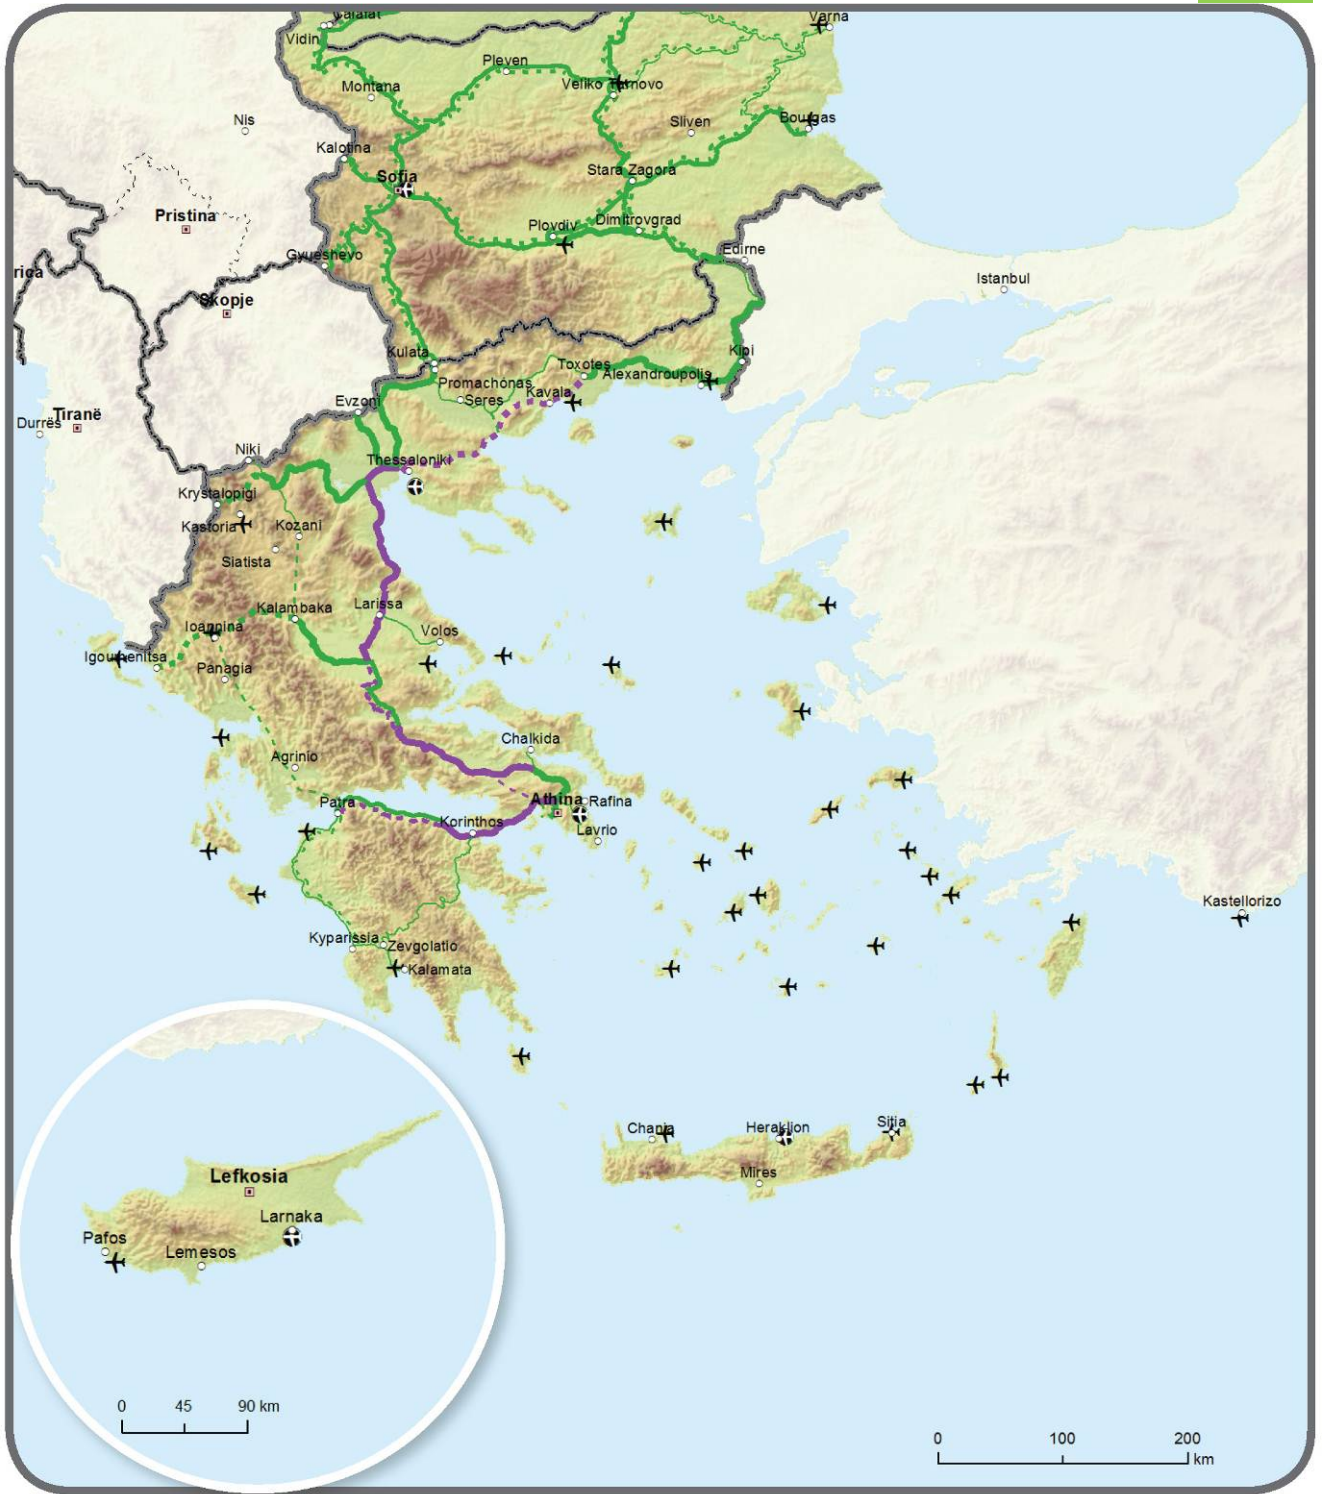 Calafat
Varna
Vidin
Pleven
Montana
Veliko Tarnovo
Nis
Sliven
Bourgas
Kalotina
Sofia
Stara Zagora
Pristina
Plovdiv
Dimitrovgrad
Gyueshevo
Edirne
rica
Istanbul
Skopje
Kulata
Kipi
Toxotes
Alexandroupolis
Promachonas
Seres
Kavala
Evzoni
Tiranë
Durrës
Niki
Thessaloniki
Krystalopigi
Kastoria
Kozani
Siatista
Kalambaka
Larissa
Ioannina
Volos
Igoumenitsa
Panagia
Chalkida
Agrinio
Patra
Athina
Rafina
Korinthos
Lavrio
Kastellorizo
Kyparissia
Zevgolatio
Kalamata
Chania
Heraklion
Sitia
Mires
Lefkosia
Larnaka
Pafos
Lemesos
0 45 90 km
0 100 200
km